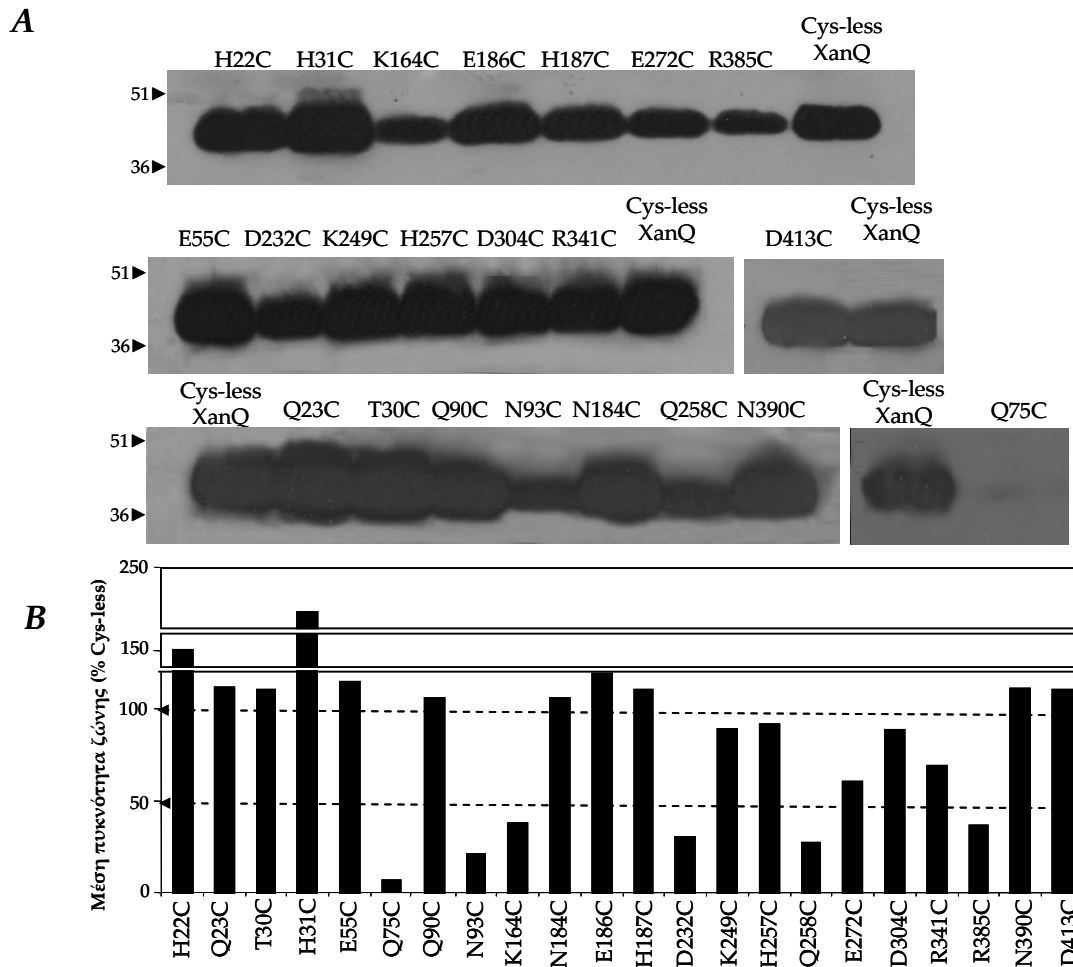 A
Cys-less
XanQ
H22C H31C K164C E186C H187C E272C R385C
51
36
Cys-less
XanQ
Cys-less
XanQ
E55C D232C K249C H257C D304C R341C
D413C
51
36
Cys-less
XanQ
Q23C T30C Q90C N93C N184C Q258C N390C
Cys-less
XanQ
Q75C
51
36
B
Μέση πυκνότητα ζώνης (% Cys-less)
250
150
100
50
0
H22C Q23C T30C H31C E55C Q75C Q90C N93C K164C N184C E186C H187C D232C K249C H257C Q258C E272C D304C R341C R385C N390C D413C